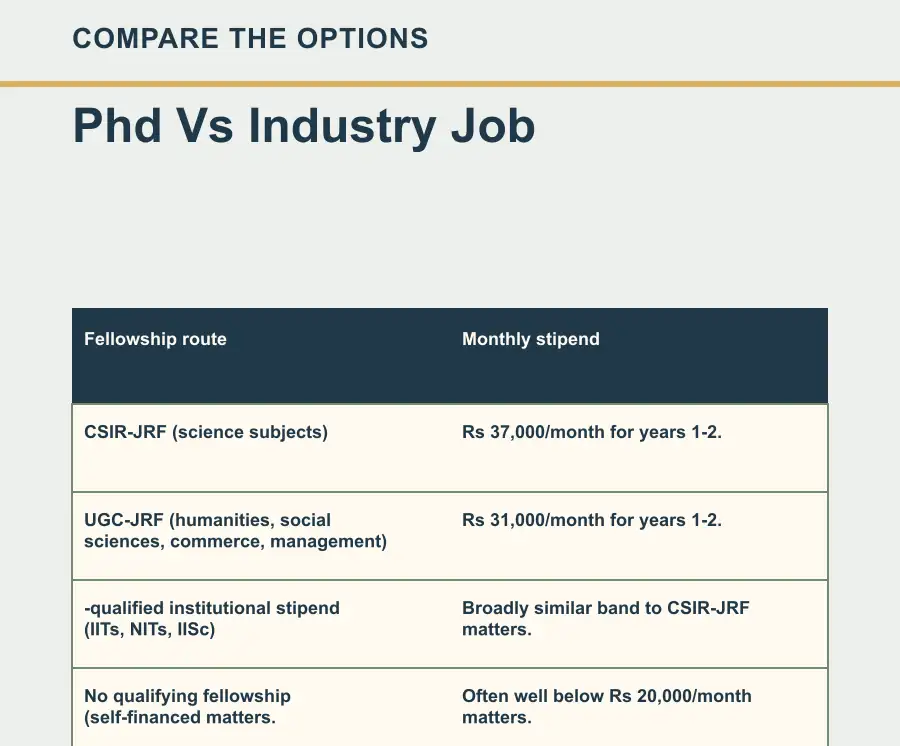 COMPARE THE OPTIONS
Phd Vs Industry Job
Fellowship route
Monthly stipend
CSIR-JRF (science subjects)
Rs 37,000/month for years 1-2.
UGC-JRF (humanities, social
sciences, commerce, management)
Rs 31,000/month for years 1-2.
-qualified institutional stipend
(IITs, NITs, IISc)
Broadly similar band to CSIR-JRF
matters.
No qualifying fellowship
(self-financed matters.
Often well below Rs 20,000/month
matters.